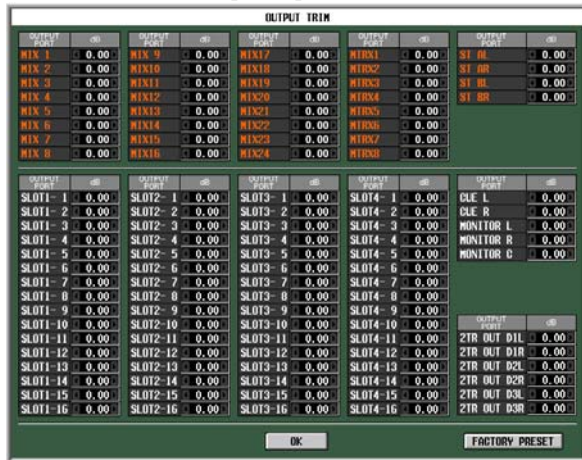 OUTPUT TRIM
OUTPUT PORT dB OUTPUT PORT dB OUTPUT PORT dB OUTPUT PORT dB OUTPUT PORT dB
MIX 1 0.00 MIX 9 0.00 MIX17 0.00 MTRX1 0.00 ST AL 0.00
MIX 2 0.00 MIX10 0.00 MIX18 0.00 MTRX2 0.00 ST AR 0.00
MIX 3 0.00 MIX11 0.00 MIX19 0.00 MTRX3 0.00 ST BL 0.00
MIX 4 0.00 MIX12 0.00 MIX20 0.00 MTRX4 0.00 ST BR 0.00
MIX 5 0.00 MIX13 0.00 MIX21 0.00 MTRX5 0.00
MIX 6 0.00 MIX14 0.00 MIX22 0.00 MTRX6 0.00
MIX 7 0.00 MIX15 0.00 MIX23 0.00 MTRX7 0.00
MIX 8 0.00 MIX16 0.00 MIX24 0.00 MTRX8 0.00
OUTPUT PORT dB OUTPUT PORT dB OUTPUT PORT dB OUTPUT PORT dB OUTPUT PORT dB
SLOT1- 1 0.00 SLOT2- 1 0.00 SLOT3- 1 0.00 SLOT4- 1 0.00 CUE L 0.00
SLOT1- 2 0.00 SLOT2- 2 0.00 SLOT3- 2 0.00 SLOT4- 2 0.00 CUE R 0.00
SLOT1- 3 0.00 SLOT2- 3 0.00 SLOT3- 3 0.00 SLOT4- 3 0.00 MONITOR L 0.00
SLOT1- 4 0.00 SLOT2- 4 0.00 SLOT3- 4 0.00 SLOT4- 4 0.00 MONITOR R 0.00
SLOT1- 5 0.00 SLOT2- 5 0.00 SLOT3- 5 0.00 SLOT4- 5 0.00 MONITOR C 0.00
SLOT1- 6 0.00 SLOT2- 6 0.00 SLOT3- 6 0.00 SLOT4- 6 0.00
SLOT1- 7 0.00 SLOT2- 7 0.00 SLOT3- 7 0.00 SLOT4- 7 0.00
SLOT1- 8 0.00 SLOT2- 8 0.00 SLOT3- 8 0.00 SLOT4- 8 0.00
SLOT1- 9 0.00 SLOT2- 9 0.00 SLOT3- 9 0.00 SLOT4- 9 0.00
SLOT1-10 0.00 SLOT2-10 0.00 SLOT3-10 0.00 SLOT4-10 0.00 OUTPUT PORT dB
SLOT1-11 0.00 SLOT2-11 0.00 SLOT3-11 0.00 SLOT4-11 0.00 2TR OUT D1L 0.00
SLOT1-12 0.00 SLOT2-12 0.00 SLOT3-12 0.00 SLOT4-12 0.00 2TR OUT D1R 0.00
SLOT1-13 0.00 SLOT2-13 0.00 SLOT3-13 0.00 SLOT4-13 0.00 2TR OUT D2L 0.00
SLOT1-14 0.00 SLOT2-14 0.00 SLOT3-14 0.00 SLOT4-14 0.00 2TR OUT D2R 0.00
SLOT1-15 0.00 SLOT2-15 0.00 SLOT3-15 0.00 SLOT4-15 0.00 2TR OUT D3L 0.00
SLOT1-16 0.00 SLOT2-16 0.00 SLOT3-16 0.00 SLOT4-16 0.00 2TR OUT D3R 0.00
OK FACTORY PRESET